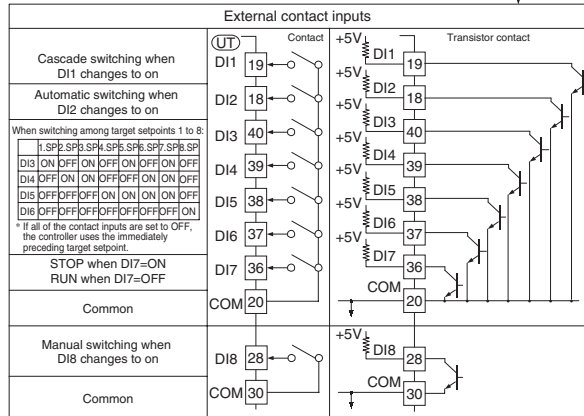 External contact inputs
Cascade switching when
DI1 changes to on
Automatic switching when
DI2 changes to on
When switching among target setpoints 1 to 8:
1.SP 2.SP 3.SP 4.SP 5.SP 6.SP 7.SP 8.SP
DI3 ON OFF ON OFF ON OFF ON OFF
DI4 OFF ON ON OFF OFF ON ON OFF
DI5 OFF OFF OFF ON ON ON ON OFF
DI6 OFF OFF OFF OFF OFF OFF OFF ON
* If all of the contact inputs are set to OFF,
the controller uses the immediately
preceding target setpoint.
STOP when DI7=ON
RUN when DI7=OFF
Common
Manual switching when
DI8 changes to on
Common
UT
Contact
DI1 19
DI2 18
DI3 40
DI4 39
DI5 38
DI6 37
DI7 36
COM 20
DI8 28
COM 30
Transistor contact
+5V DI1 19
+5V DI2 18
+5V DI3 40
+5V DI4 39
+5V DI5 38
+5V DI6 37
+5V DI7 36
COM 20
+5V DI8 28
COM 30